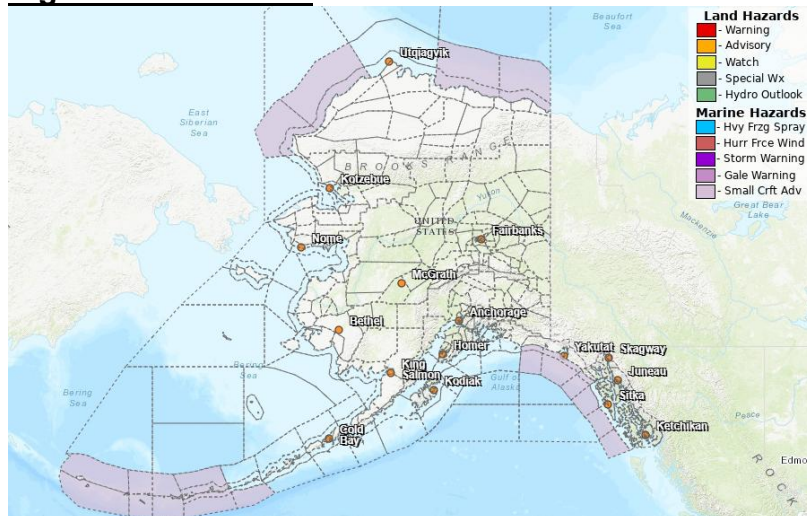 Beaufort
Sea
Land Hazards
- Warning
- Advisory
- Watch
- Special Wx
- Hydro Outlook
Marine Hazards
- Hvy Frzg Spray
- Hurr Frce Wind
- Storm Warning
- Gale Warning
- Small Crft Adv
Utqiagvik
East
Siberian
Sea
BROOKS RANGE
Kotzebue
Yukon
UNITED
STATES
Fairbanks
Great Bear
Lake
Mackenzie
Nome
McGrath
Bethel
Anchorage
Homer
Yakutat
Skagway
King
Salmon
Kodiak
Gulf of
Alaska
Juneau
Sitka
Bering
Sea
Bering
Sea
Cold
Bay
Ketchikan
Peace
Edmo
ROCK